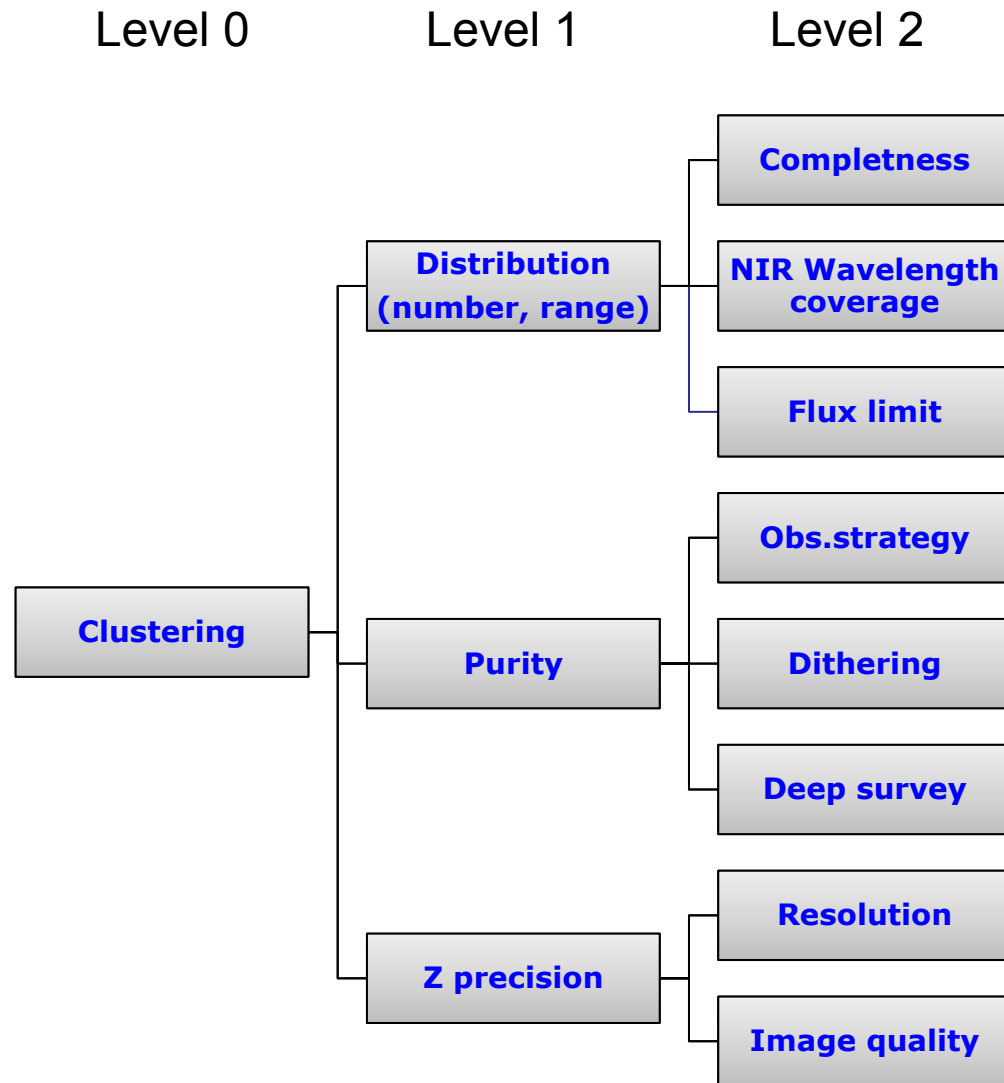 Level 0
Level 1
Level 2
Completness
Distribution
(number, range)
NIR Wavelength
coverage
Flux limit
Obs.strategy
Clustering
Purity
Dithering
Deep survey
Resolution
Z precision
Image quality